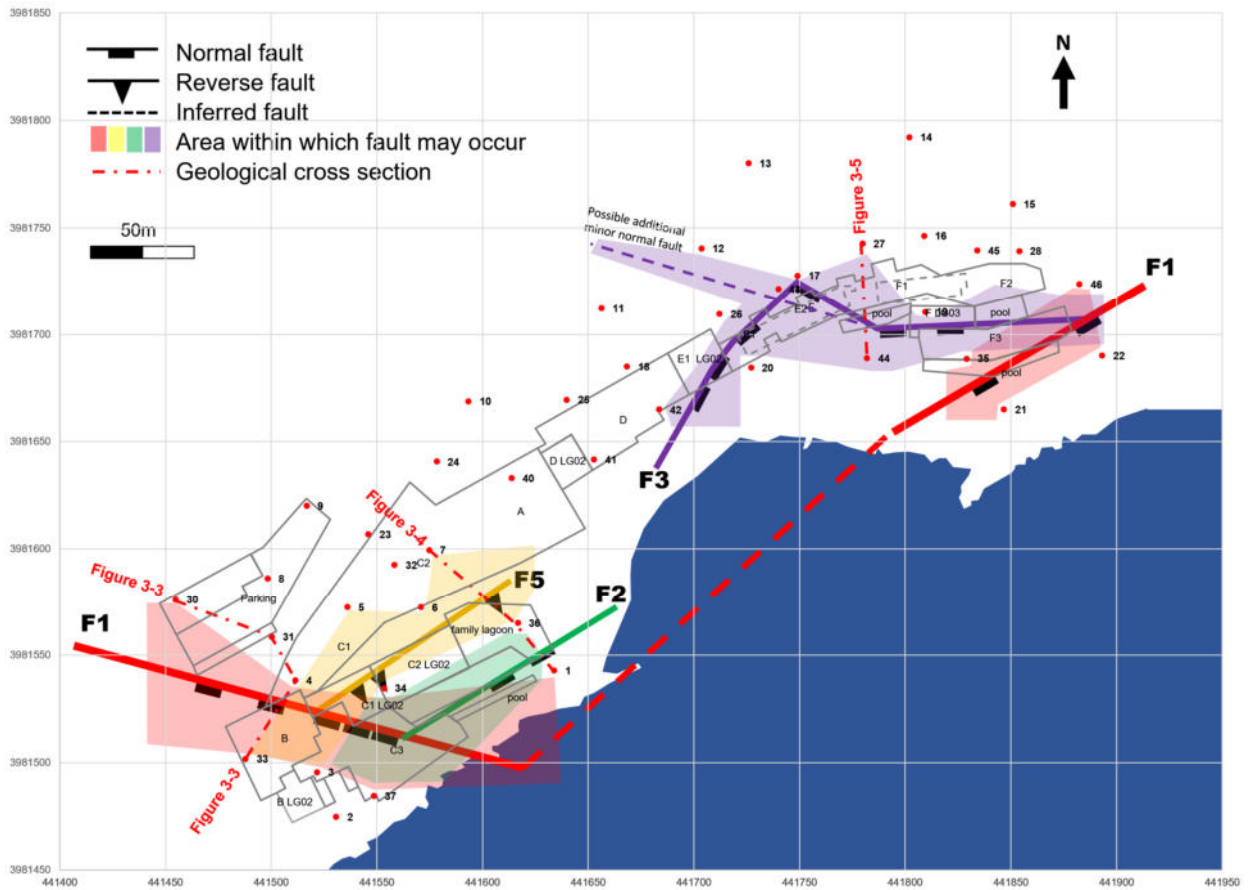 3981850
3981800
3981750
3981700
3981650
3981600
3981550
3981500
3981450
441400
441450
441500
441550
441600
441650
441700
441750
441800
441850
441900
441950
Normal fault
Reverse fault
Inferred fault
Area within which fault may occur
Geological cross section
50m
N
Possible additional
minor normal fault
Figure 3-5
14
13
15
12
27
16
45
28
17
46
F1
11
26
F1
F2
E2
pool
pool
F3
44
35
22
pool
21
E1 LG02
20
18
42
10
25
D
F3
D LG02
41
24
40
A
Figure 3-4
9
23
7
32
C2
Figure 3-3
8
30
Parking
5
6
F5
F2
family lagoon
36
31
F1
C1
C2 LG02
1
4
34
C1 LG02
pool
B
C3
33
3
Figure 3-3
B LG02
37
2